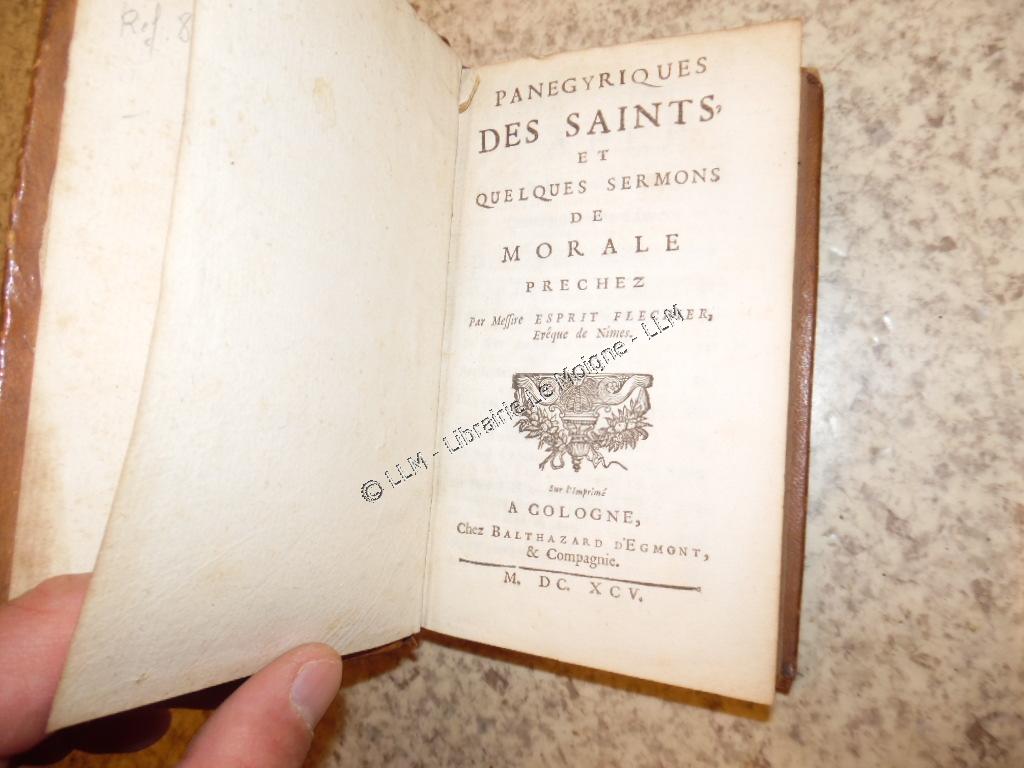 Ref. 8
PANEGYRIQUES
DES SAINTS,
ET
QUELQUES SERMONS
DE
MORALE
PRECHEZ
Par Messire ESPRIT FLECHIER,
Evêque de Nimes.
Sur l'Imprimé
A COLOGNE,
Chez BALTHAZARD D'EGMONT,
& Compagnie.
M. DC. XCV.
© LLM - Librairie Le Moigne - LLM